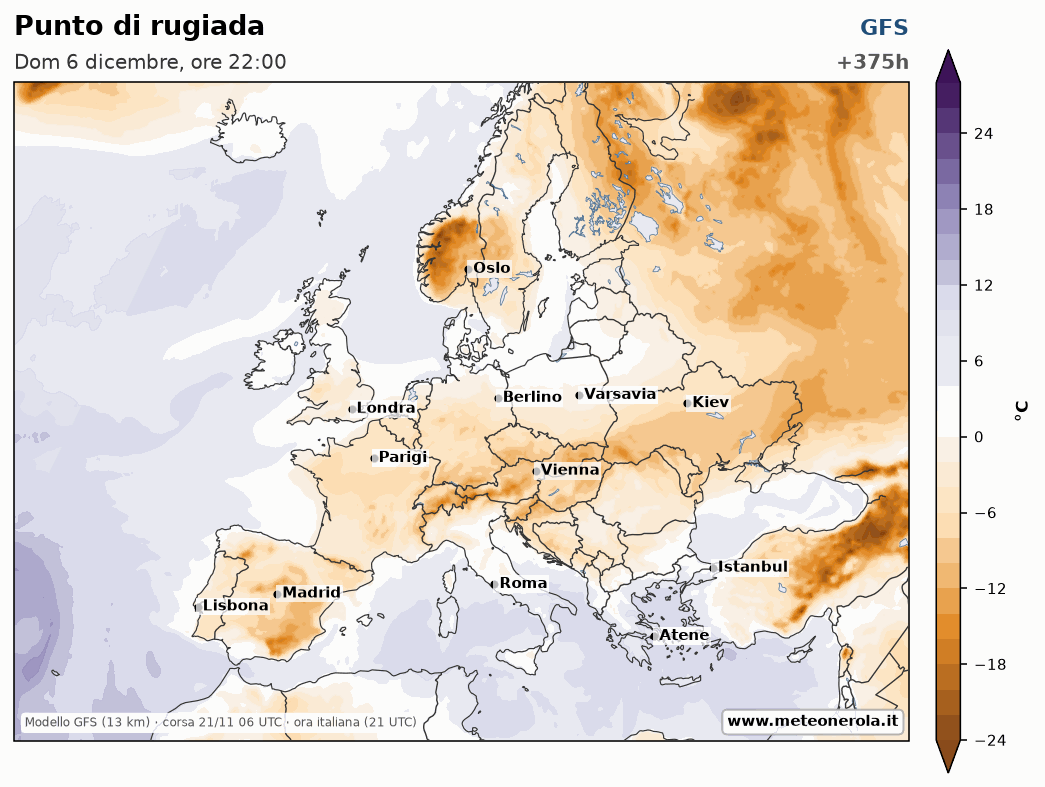 Punto di rugiada
GFS
Dom 6 dicembre, ore 22:00
+375h
24
18
12
6
0
−6
−12
−18
−24
°C
Oslo
Berlino
Varsavia
Kiev
Londra
Parigi
Vienna
Istanbul
Roma
Madrid
Lisbona
Atene
Modello GFS (13 km) · corsa 21/11 06 UTC · ora italiana (21 UTC)
www.meteonerola.it